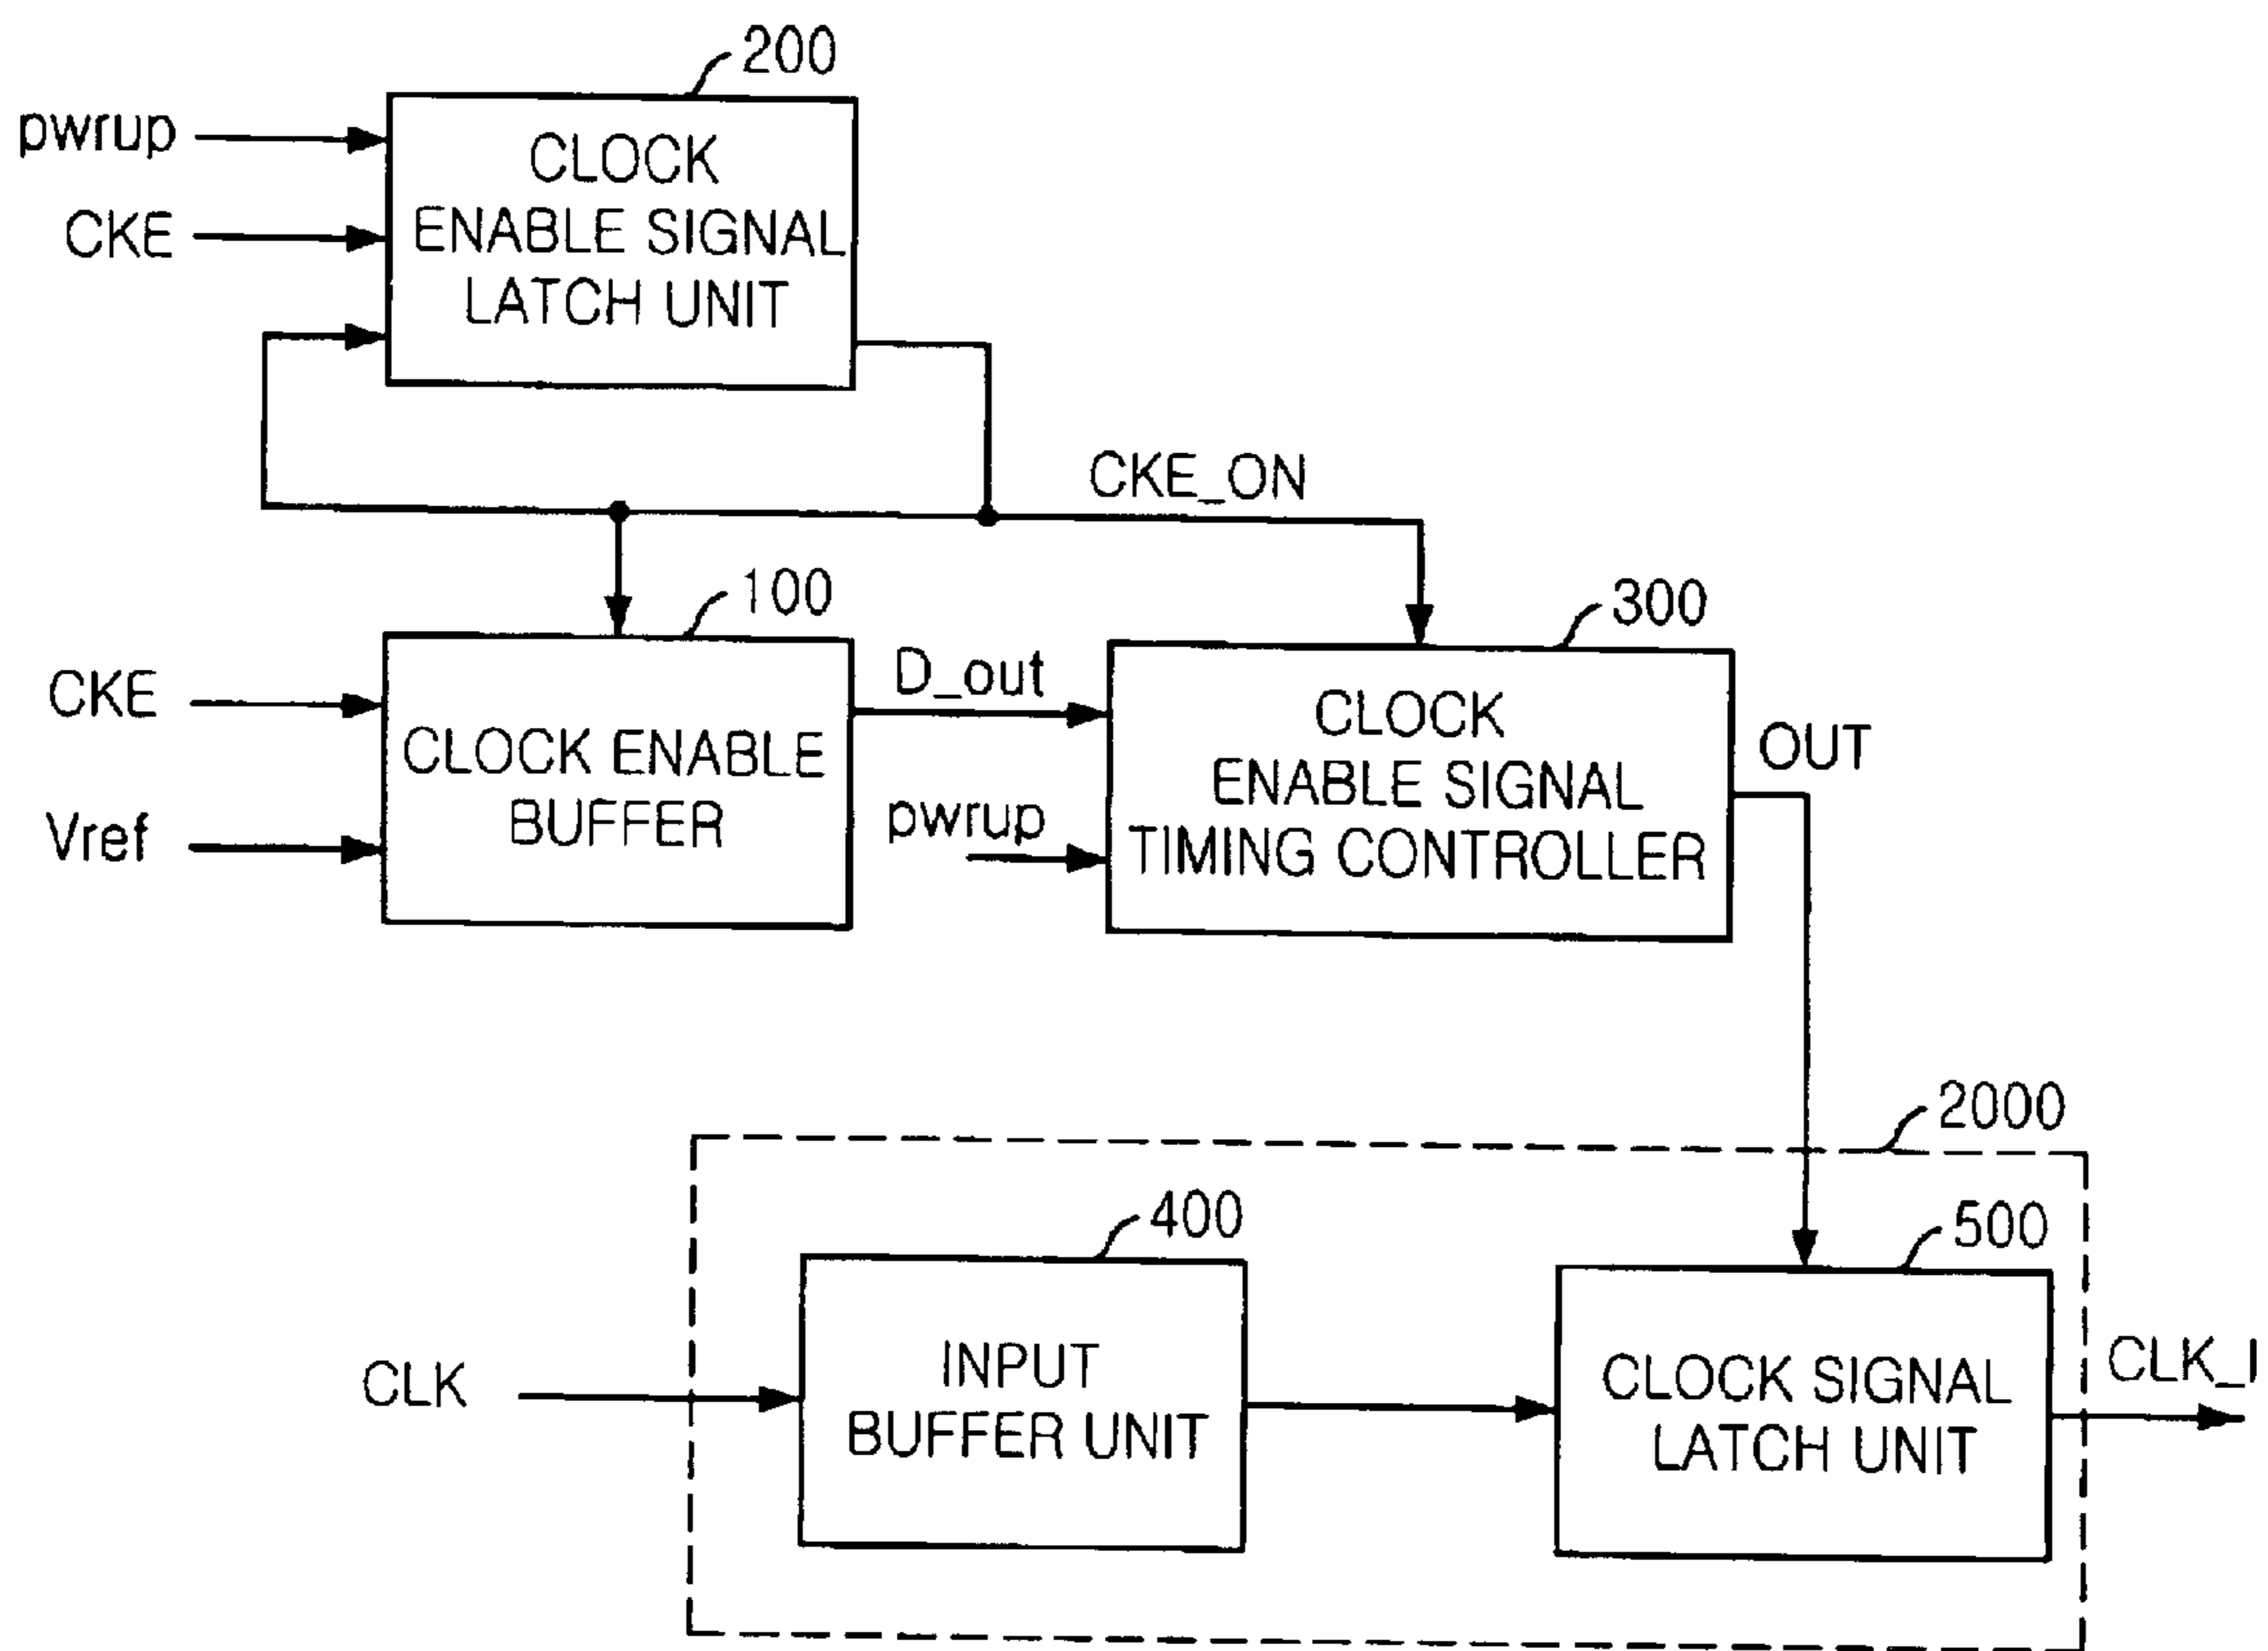 200
pwrup
CLOCK
ENABLE SIGNAL
LATCH UNIT
CKE
CKE_ON
100
300
CKE
Vref
CLOCK ENABLE
BUFFER
D_out
pwrup
CLOCK
ENABLE SIGNAL
TIMING CONTROLLER
OUT
2000
400
500
CLK
INPUT
BUFFER UNIT
CLOCK SIGNAL
LATCH UNIT
CLK_I